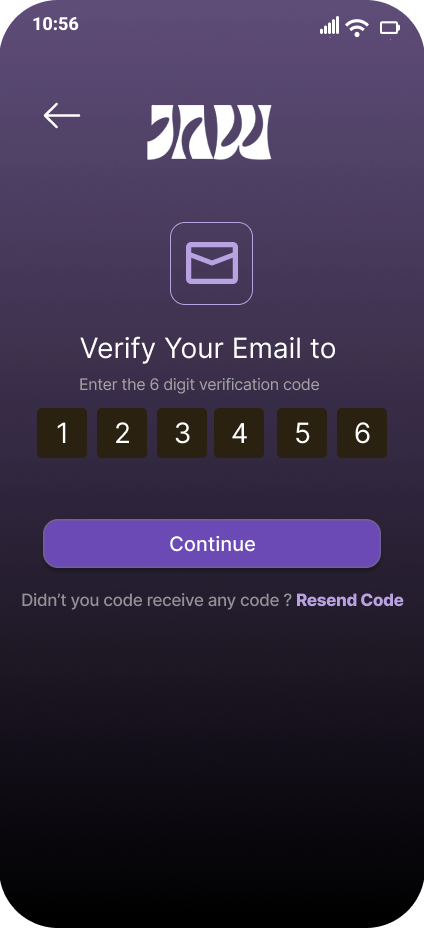 10:56
JAW
Verify Your Email to
Enter the 6 digit verification code
1 2 3 4 5 6
Continue
Didn’t you code receive any code ? Resend Code